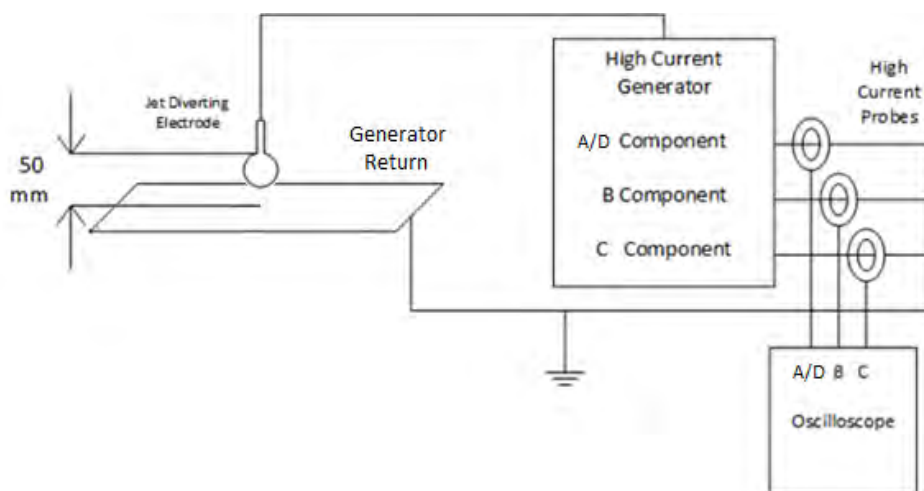 Jet Diverting
Electrode
50
mm
Generator
Return
High Current
Generator
A/D Component
B Component
C Component
High
Current
Probes
A/D B C
Oscilloscope